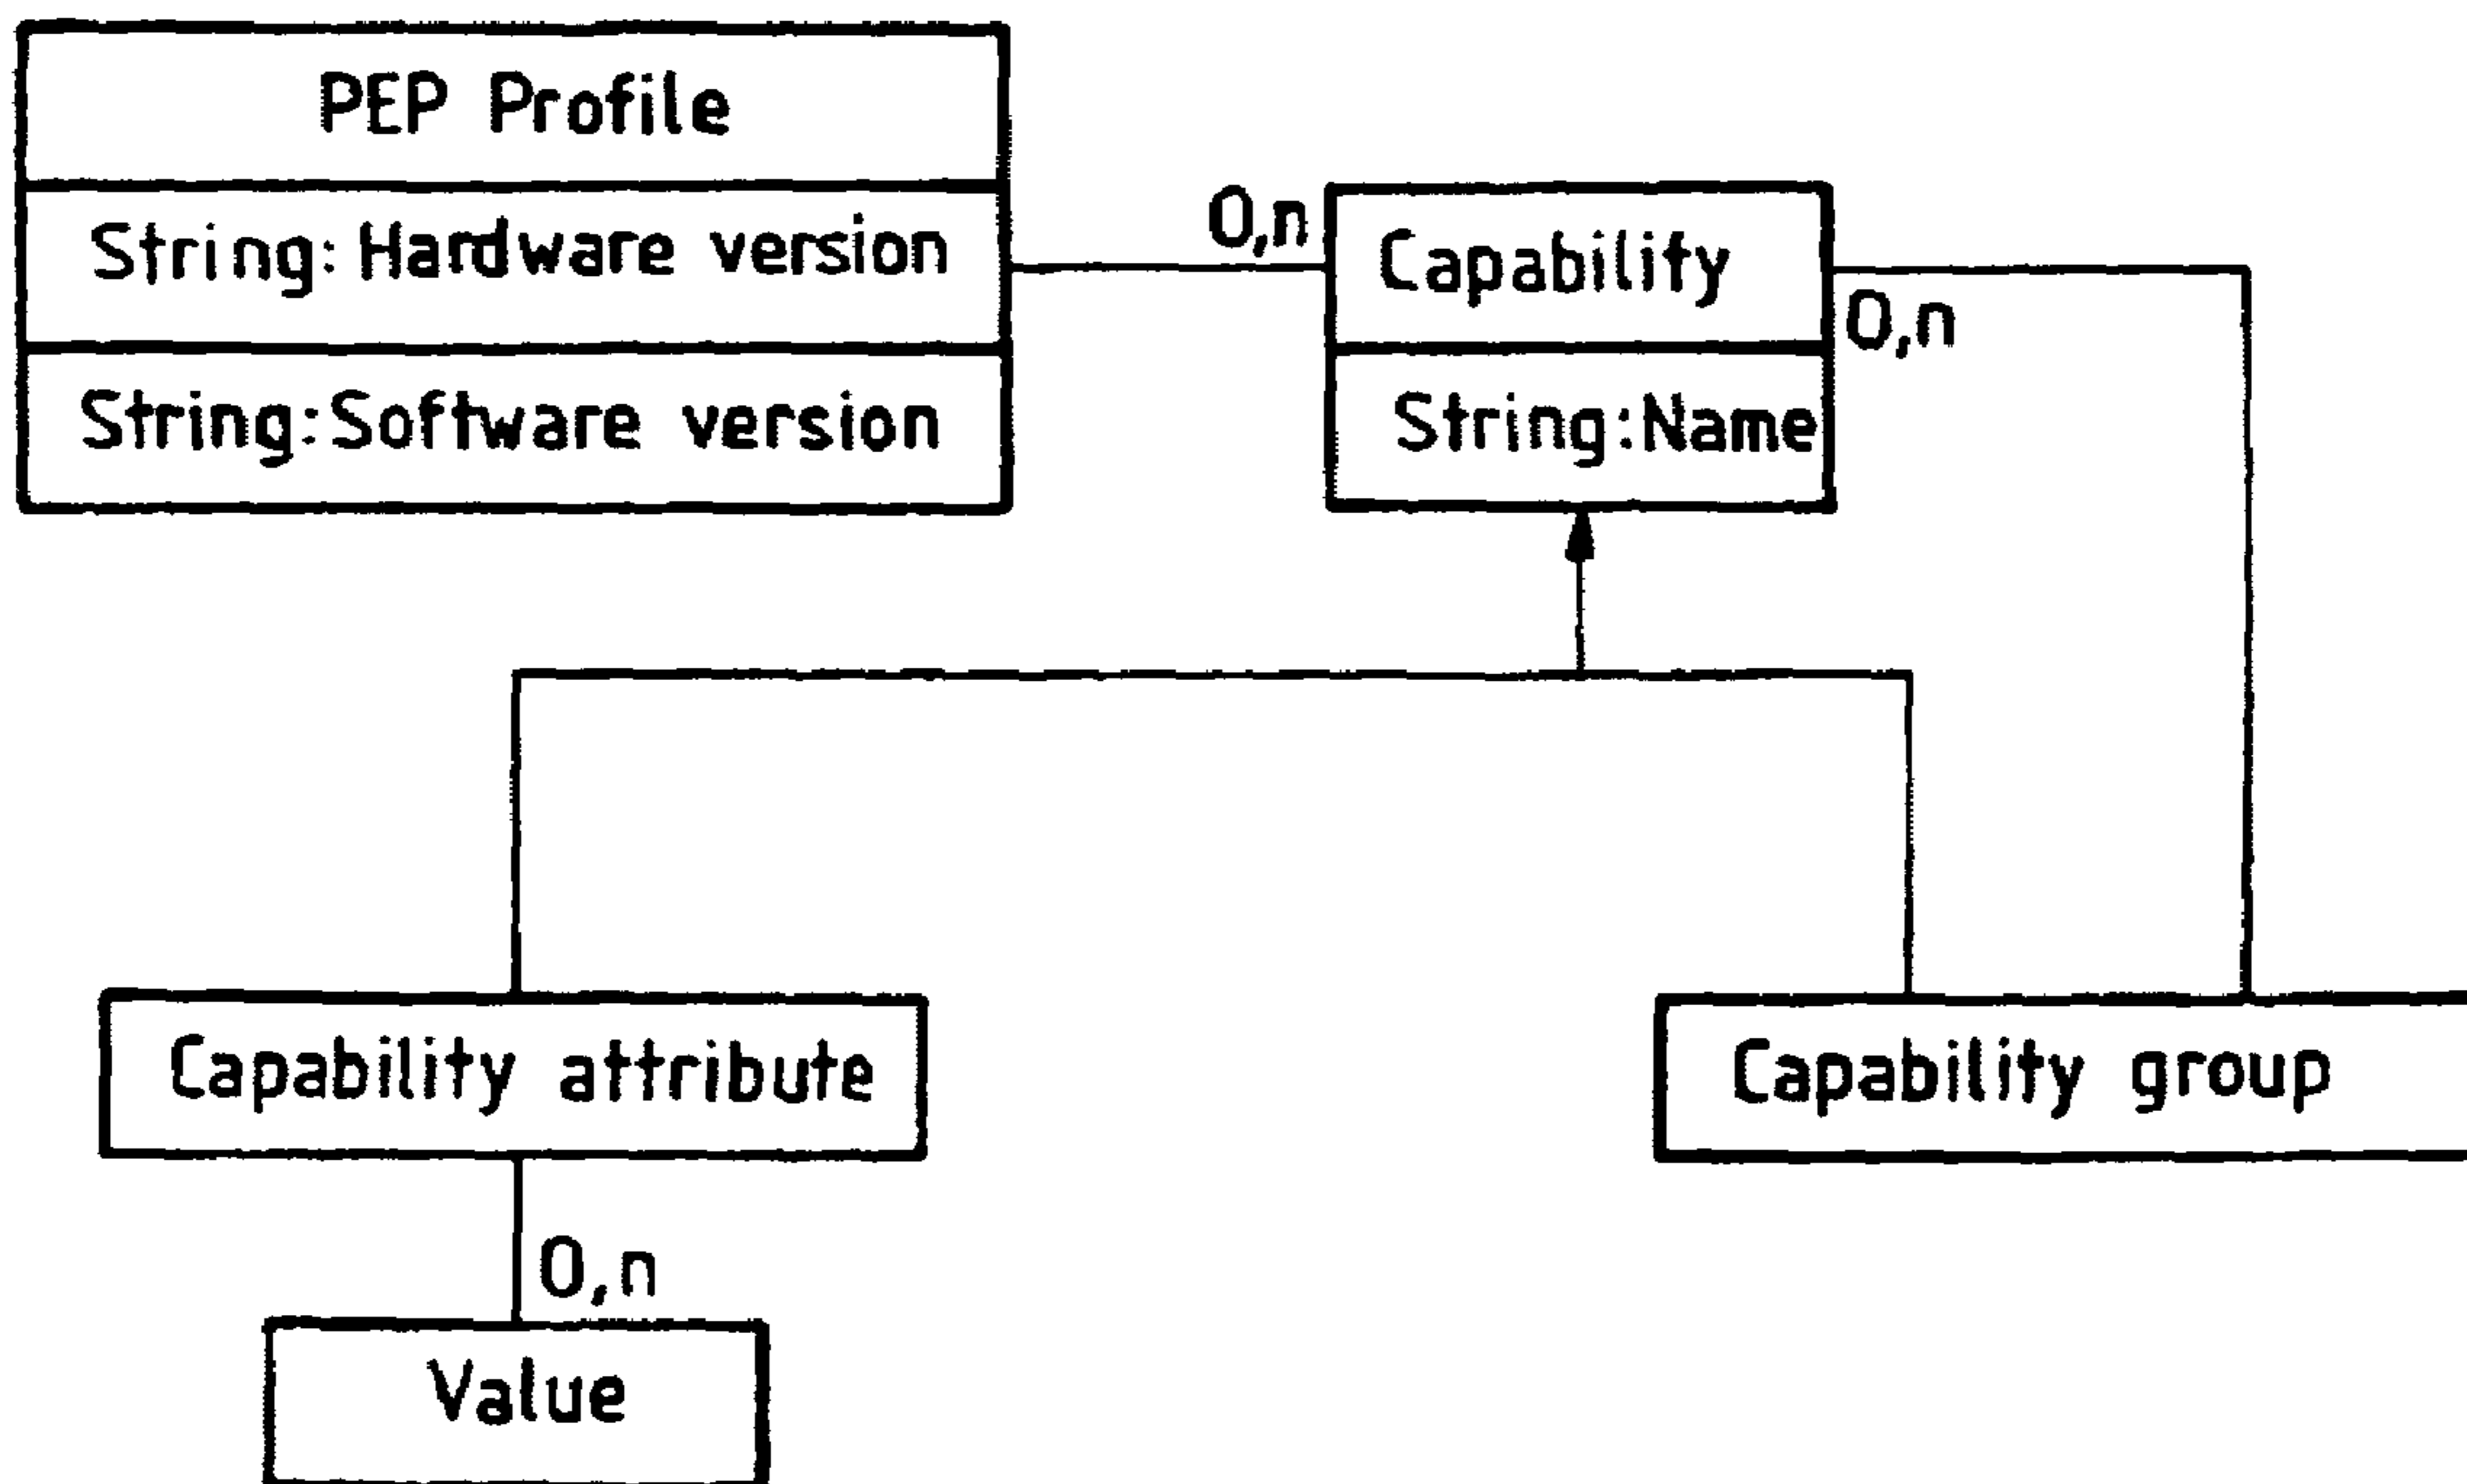 PEP Profile
String: Hardware version
String:Software version
0,n
Capability
0,n
String:Name
Capability attribute
Capability group
0,n
Value